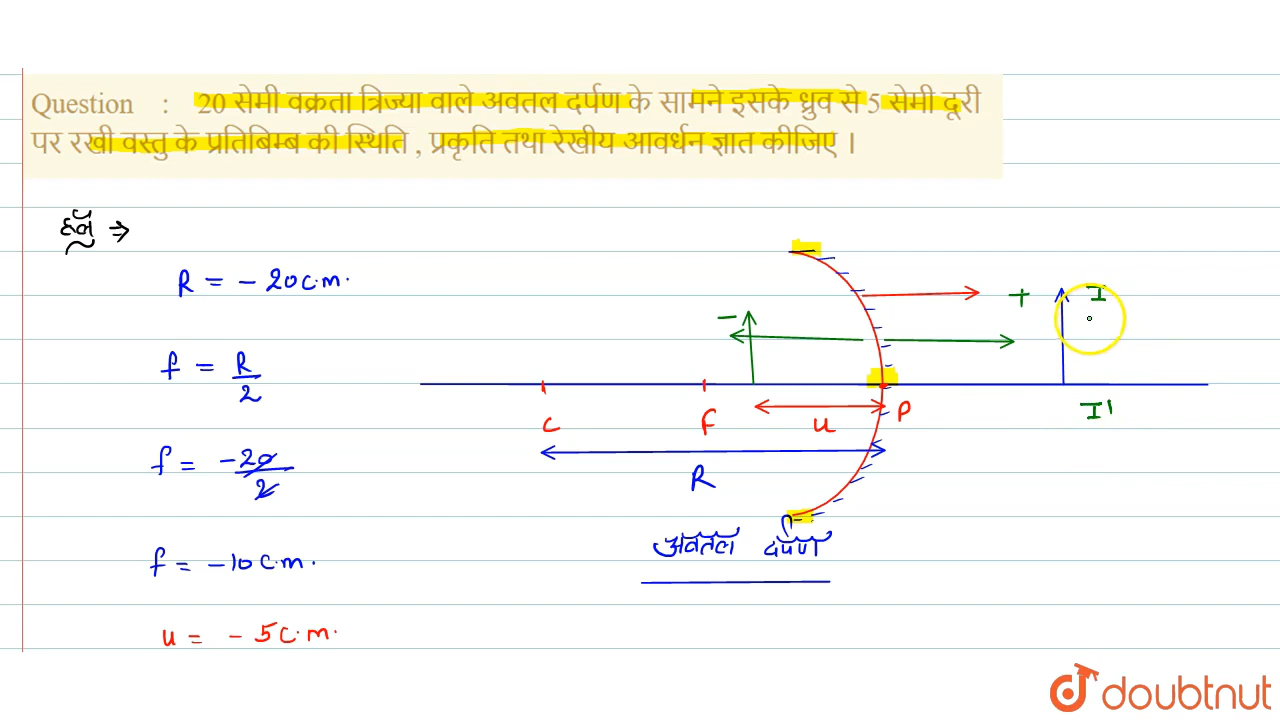 Question : 20 सेमी वक्रता त्रिज्या वाले अवतल दर्पण के सामने इसके ध्रुव से 5 सेमी दूरी
पर रखी वस्तु के प्रतिबिम्ब की स्थिति , प्रकृति तथा रेखीय आवर्धन ज्ञात कीजिए ।
हल ⇒
R = - 20 c.m.
f = R/2
f = -20/2
f = -10 c.m.
u = - 5 c.m.
-
+
I
C
F
u
P
I'
R
अवतल दर्पण
doubtnut